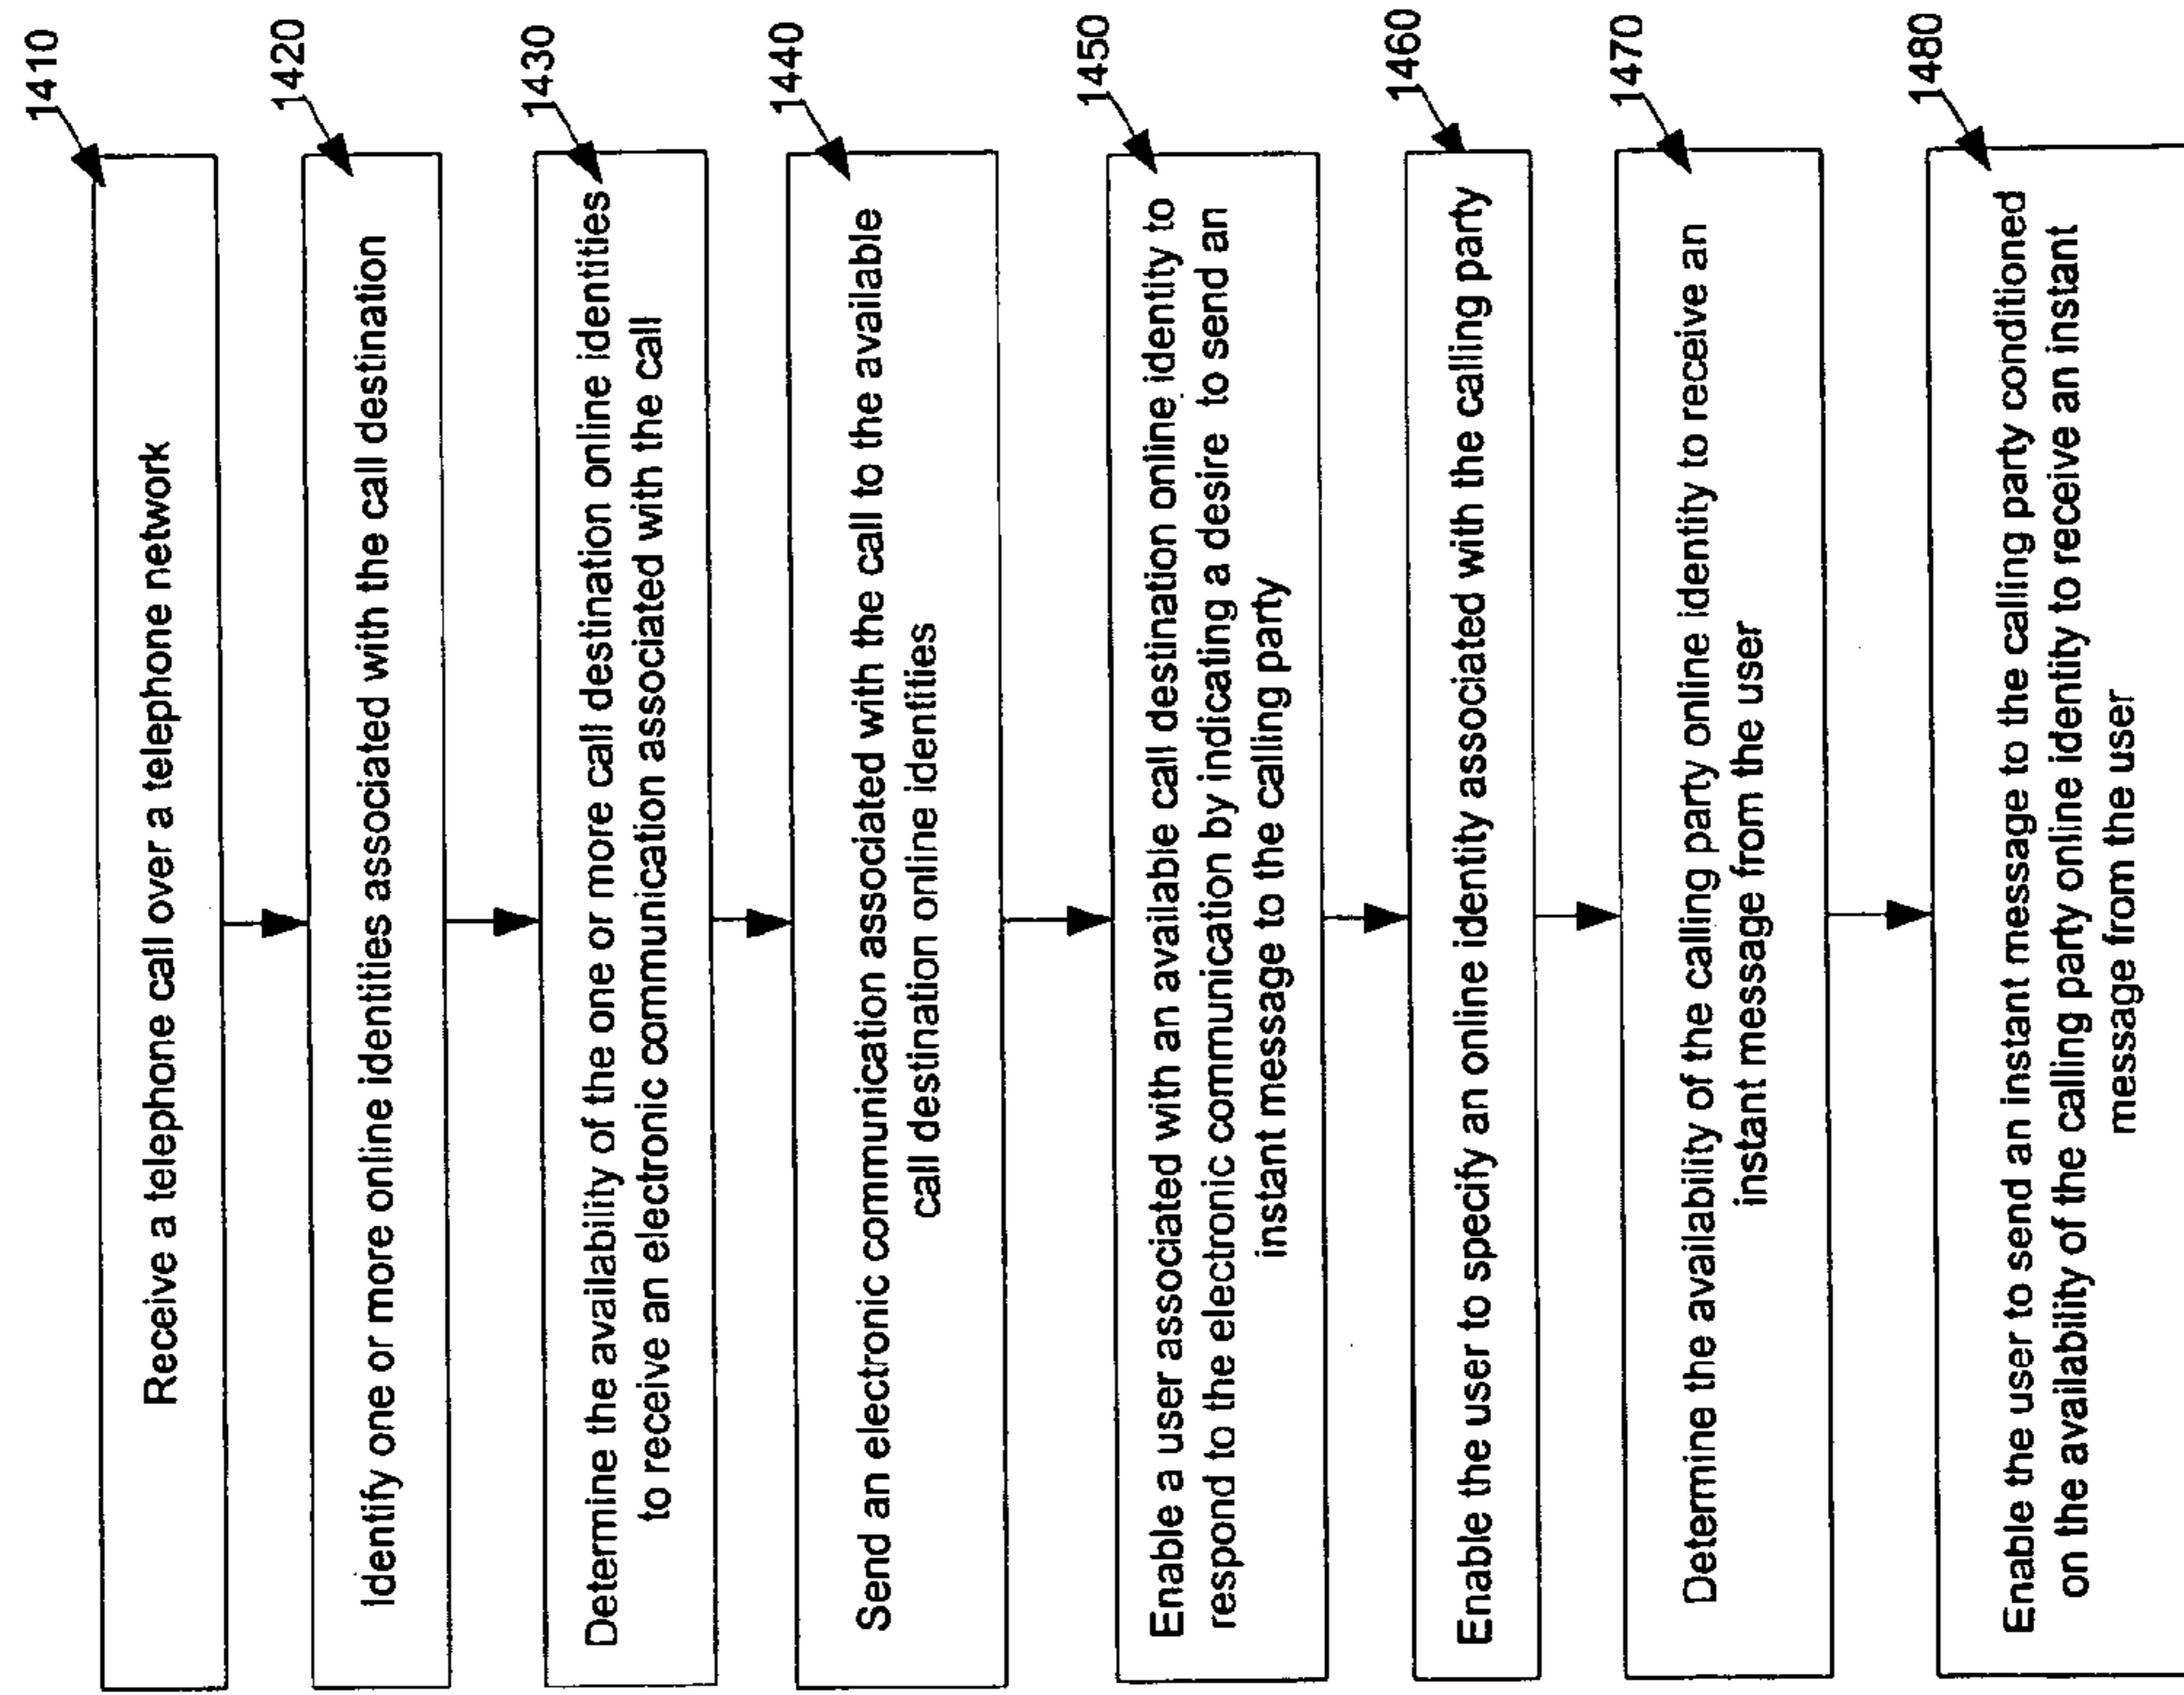 1410
Receive a telephone call over a telephone network
1420
Identify one or more online identities associated with the call destination
1430
Determine the availability of the one or more call destination online identities
to receive an electronic communication associated with the call
1440
Send an electronic communication associated with the call to the available
call destination online identities
1450
Enable a user associated with an available call destination online identity to
respond to the electronic communication by indicating a desire to send an
instant message to the calling party
1460
Enable the user to specify an online identity associated with the calling party
1470
Determine the availability of the calling party online identity to receive an
instant message from the user
1480
Enable the user to send an instant message to the calling party conditioned
on the availability of the calling party online identity to receive an instant
message from the user